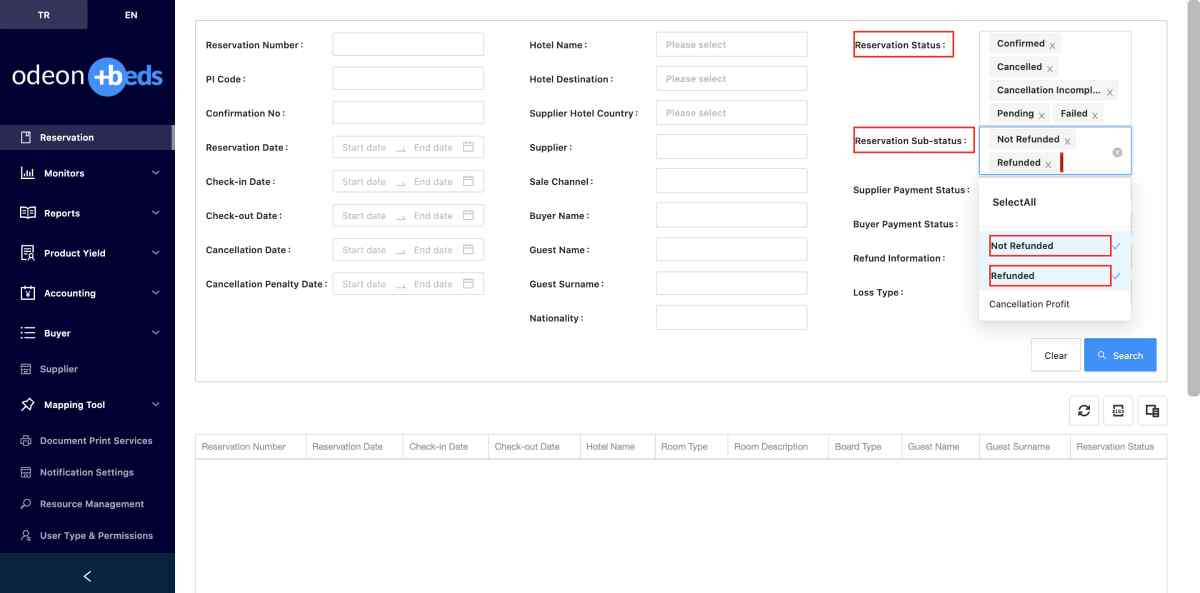 TR
EN
odeon +beds
Reservation
Monitors
Reports
Product Yield
Accounting
Buyer
Supplier
Mapping Tool
Document Print Services
Notification Settings
Resource Management
User Type & Permissions
Reservation Number :
PI Code :
Confirmation No :
Reservation Date :
Start date
End date
Check-in Date :
Start date
End date
Check-out Date :
Start date
End date
Cancellation Date :
Start date
End date
Cancellation Penalty Date :
Start date
End date
Hotel Name :
Please select
Hotel Destination :
Please select
Supplier Hotel Country :
Please select
Supplier :
Sale Channel :
Buyer Name :
Guest Name :
Guest Surname :
Nationality :
Reservation Status :
Confirmed x
Cancelled x
Cancellation Incompl... x
Pending x
Failed x
Reservation Sub-status :
Not Refunded x
Refunded x
Supplier Payment Status :
Buyer Payment Status :
Refund Information :
Loss Type :
SelectAll
Not Refunded
Refunded
Cancellation Profit
Clear
Search
Reservation Number
Reservation Date
Check-in Date
Check-out Date
Hotel Name
Room Type
Room Description
Board Type
Guest Name
Guest Surname
Reservation Status